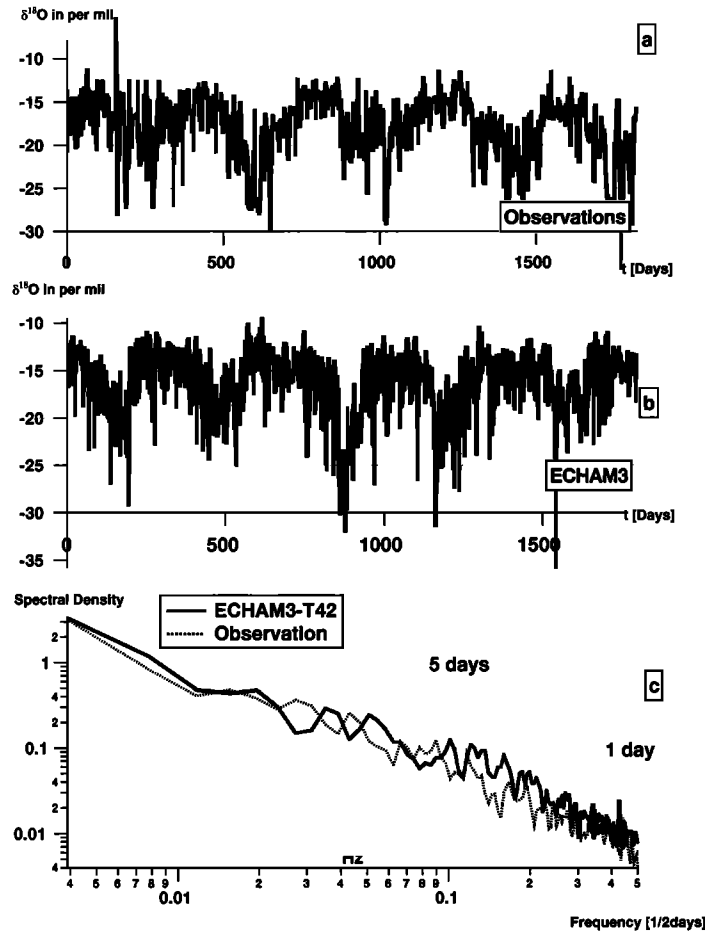 δ¹⁸O in per mil
a
-10
-15
-20
-25
-30
Observations
0 500 1000 1500
t [Days]
δ¹⁸O in per mil
-10
-15
-20
-25
-30
-35
b
ECHAM3
0 500 1000 1500
t [Days]
Spectral Density
ECHAM3-T42
Observation
5 days
c
1 day
2
1
4
2
0.1
4
2
0.01
4
Hz
4 5 6 7 8 9 0.01 2 3 4 5 6 7 8 9 0.1 2 3 4 5
Frequency [1/2days]